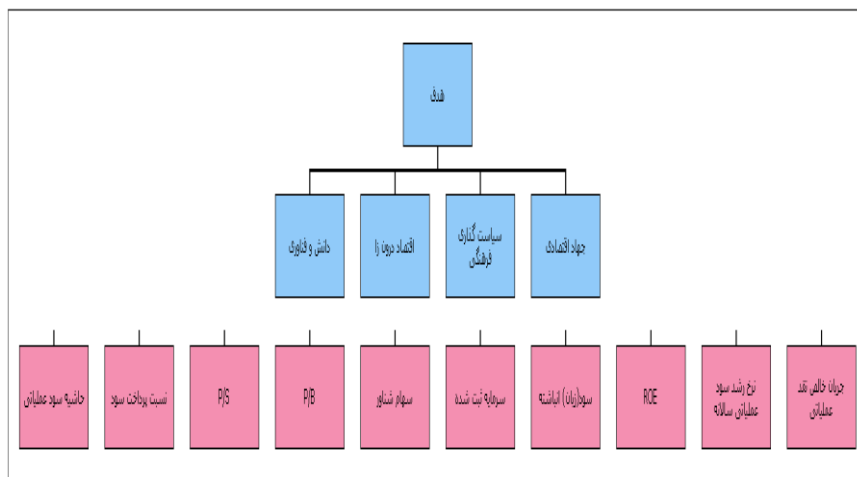 هدف
جهاد اقتصادی
سیاست گذاری
فرهنگی
اقتصاد درون زا
دانش و فناوری
جریان خالص نقد
عملیاتی
نرخ رشد سود
عملیاتی سالانه
ROE
سود(زیان) انباشته
سرمایه ثبت شده
سهام شناور
P/B
P/S
نسبت پرداخت سود
حاشیه سود عملیاتی